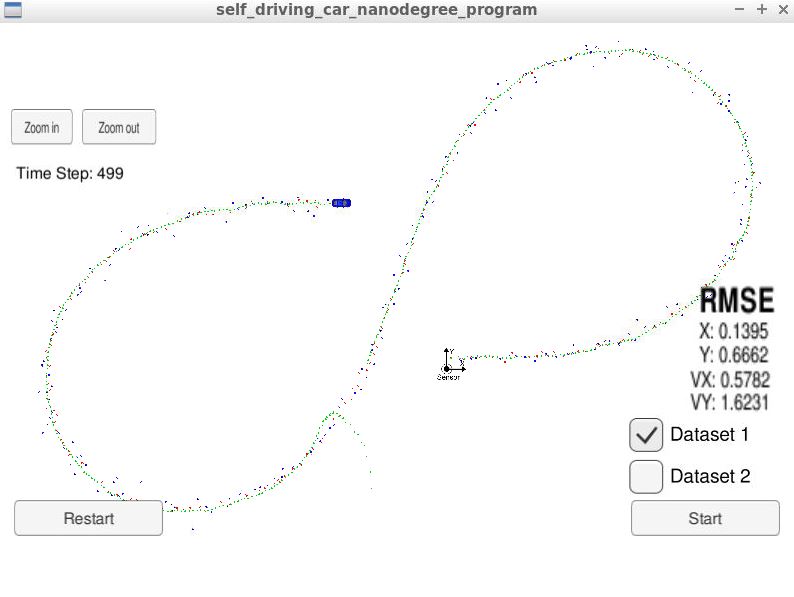 self_driving_car_nanodegree_program
Zoom in
Zoom out
Time Step: 499
RMSE
X: 0.1395
Y: 0.6662
VX: 0.5782
VY: 1.6231
Y
X
Sensor
Dataset 1
Dataset 2
Restart
Start